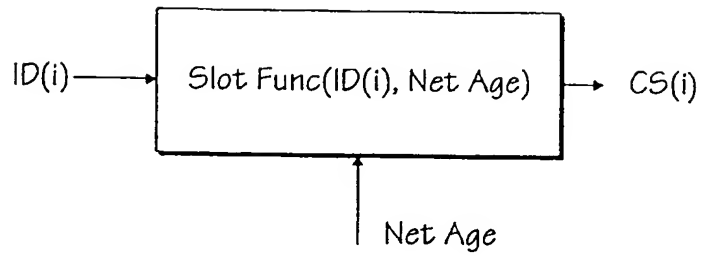 ID(i)
Slot Func(ID(i), Net Age)
CS(i)
Net Age